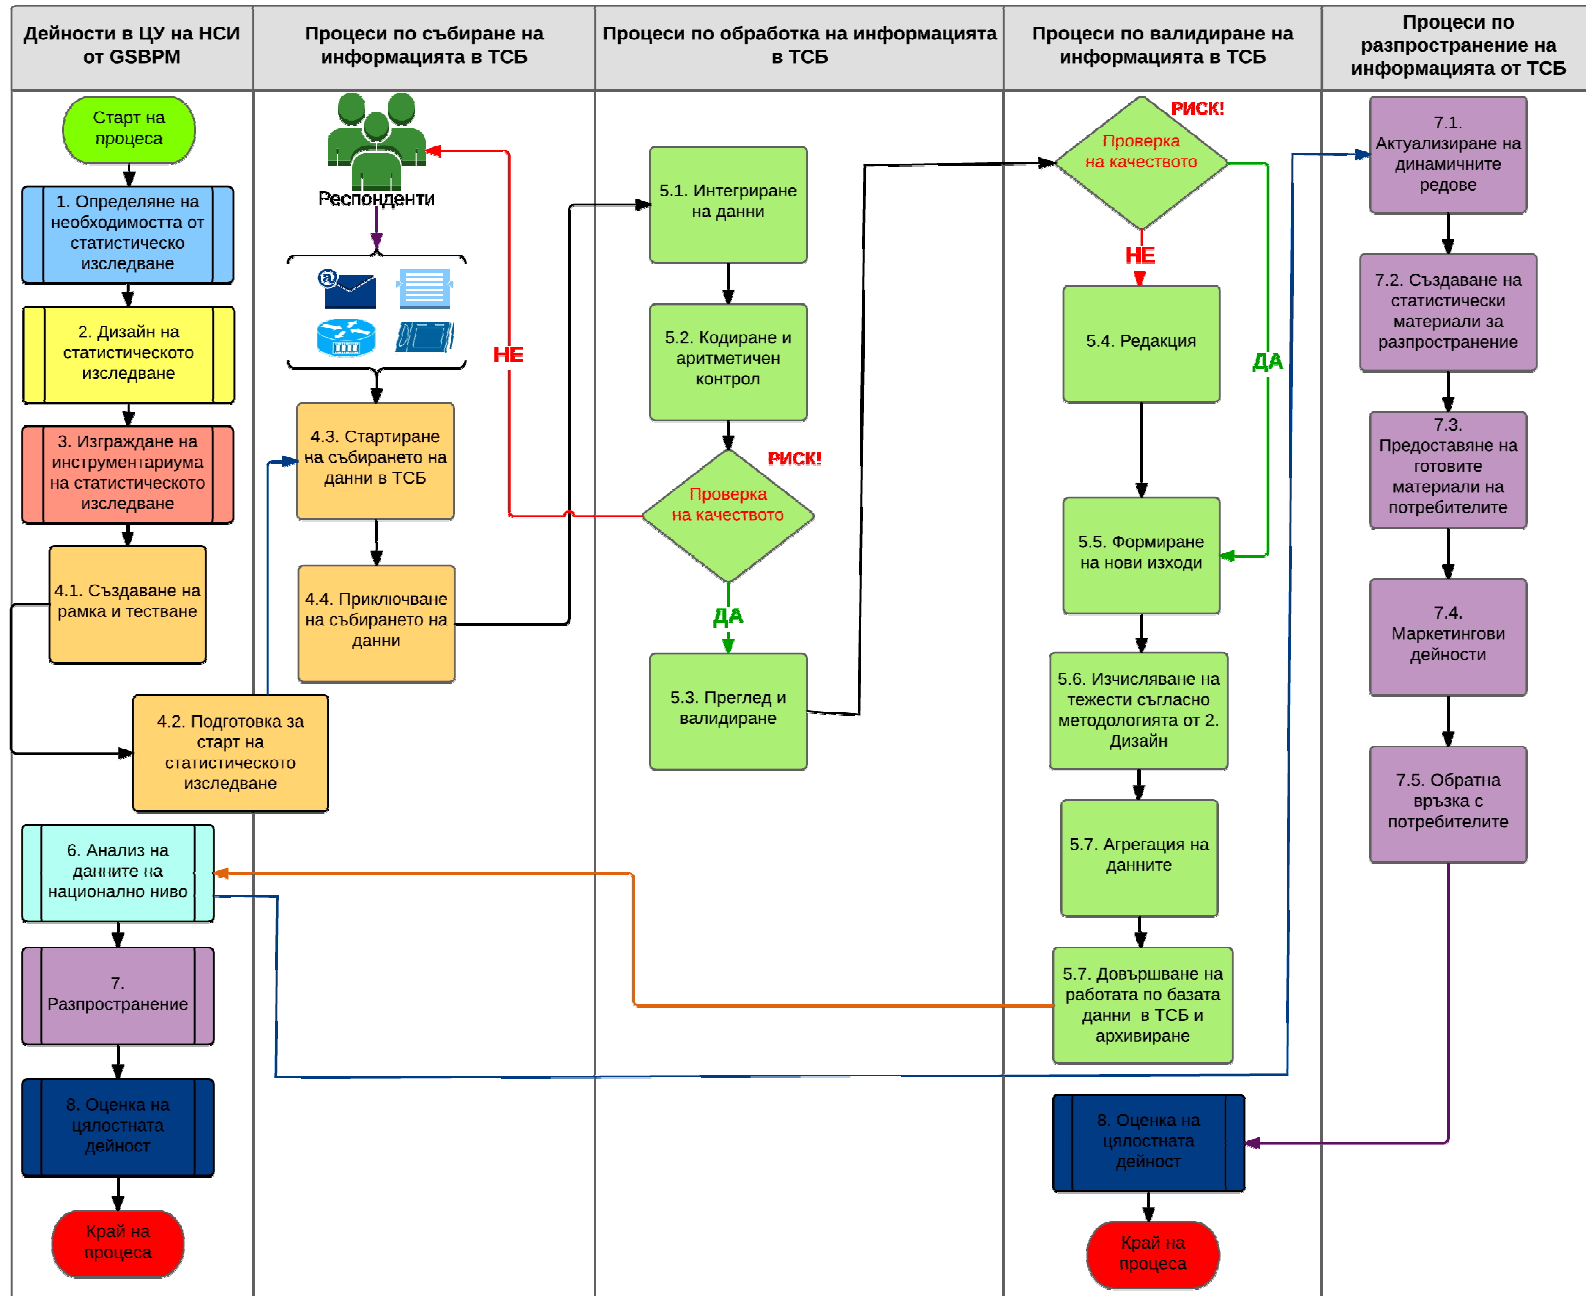 Дейности в ЦУ на НСИ
от GSBPM
Процеси по събиране на
информацията в ТСБ
Процеси по обработка на информацията
в ТСБ
Процеси по валидиране на
информацията в ТСБ
Процеси по
разпространение на
информацията от ТСБ
Старт на
процеса
1. Определяне на
необходимостта от
статистическо
изследване
2. Дизайн на
статистическото
изследване
3. Изграждане на
инструментариума
на статистическото
изследване
4.1. Създаване на
рамка и тестване
4.2. Подготовка за
старт на
статистическото
изследване
6. Анализ на
данните на
национално ниво
7.
Разпространение
8. Оценка на
цялостната
дейност
Край на
процеса
Респонденти
@
НЕ
4.3. Стартиране
на събирането на
данни в ТСБ
4.4. Приключване
на събирането на
данни
5.1. Интегриране
на данни
5.2. Кодиране и
аритметичен
контрол
РИСК!
Проверка
на качеството
ДА
5.3. Преглед и
валидиране
РИСК!
Проверка
на качеството
НЕ
ДА
5.4. Редакция
5.5. Формиране
на нови изходи
5.6. Изчисляване на
тежести съгласно
методологията от 2.
Дизайн
5.7. Агрегация на
данните
5.7. Довършване на
работата по базата
данни в ТСБ и
архивиране
8. Оценка на
цялостната
дейност
Край на
процеса
7.1.
Актуализиране на
динамичните
редове
7.2. Създаване на
статистически
материали за
разпространение
7.3.
Предоставяне на
готовите
материали на
потребителите
7.4.
Маркетингови
дейности
7.5. Обратна
връзка с
потребителите